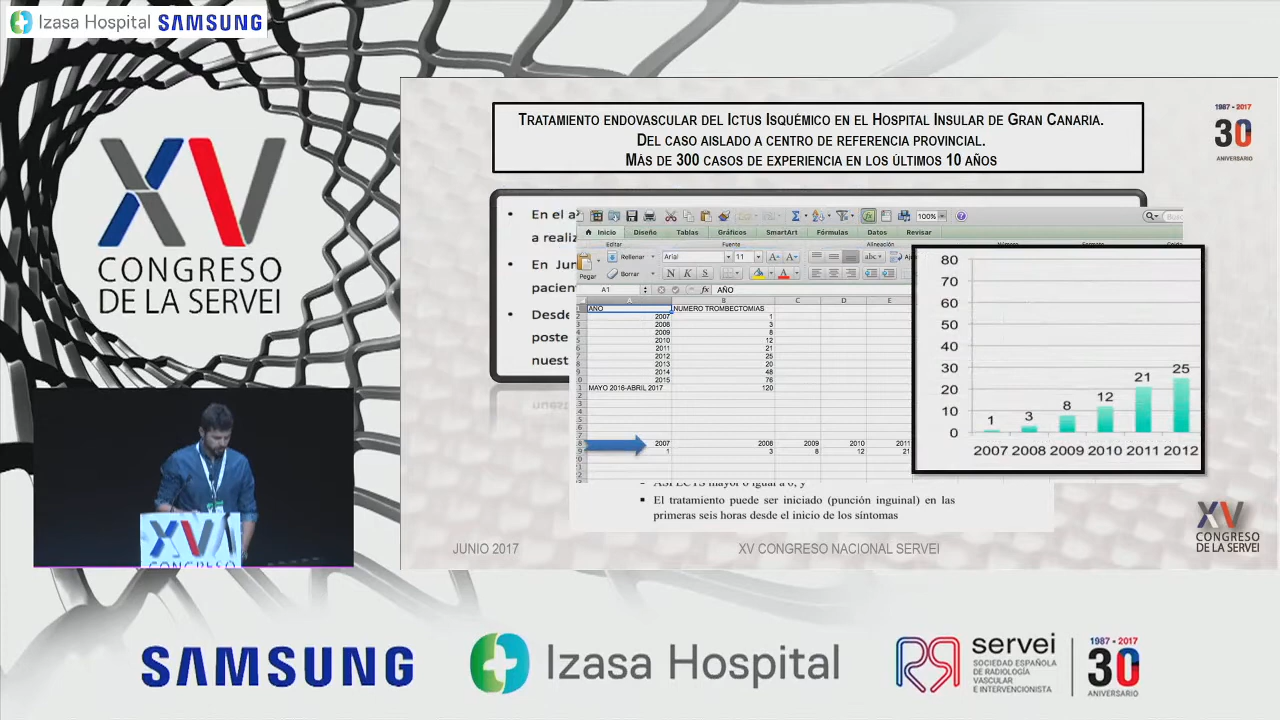 Izasa Hospital SAMSUNG
XV
CONGRESO
DE LA SERVEI
TRATAMIENTO ENDOVASCULAR DEL ICTUS ISQUÉMICO EN EL HOSPITAL INSULAR DE GRAN CANARIA.
DEL CASO AISLADO A CENTRO DE REFERENCIA PROVINCIAL.
MÁS DE 300 CASOS DE EXPERIENCIA EN LOS ÚLTIMOS 10 AÑOS
1987 - 2017
30
ANIVERSARIO
• En el a
a realiz
• En Jun
pacien
• Desde
poste
nuest
100%
Inicio Diseño Tablas Gráficos SmartArt Fórmulas Datos Revisar
Editar Fuente Alineación
Rellenar Arial 11 abc
Pegar Borrar N K S
A1 AÑO
A B C D E
AÑO NUMERO TROMBECTOMIAS
2007 1
2008 3
2009 8
2010 12
2011 21
2012 25
2013 20
2014 48
2015 76
MAYO 2016-ABRIL 2017 120
2007 2008 2009 2010 2011
1 3 8 12 21
80
70
60
50
40
30
20
10
0
1 3 8 12 21 25
2007 2008 2009 2010 2011 2012
▪ El tratamiento puede ser iniciado (punción inguinal) en las
primeras seis horas desde el inicio de los síntomas
JUNIO 2017
XV CONGRESO NACIONAL SERVEI
XV
CONGRESO
DE LA SERVEI
XV
CONGRESO
SAMSUNG
Izasa Hospital
servei
SOCIEDAD ESPAÑOLA
DE RADIOLOGÍA
VASCULAR
E INTERVENCIONISTA
1987 - 2017
30
ANIVERSARIO